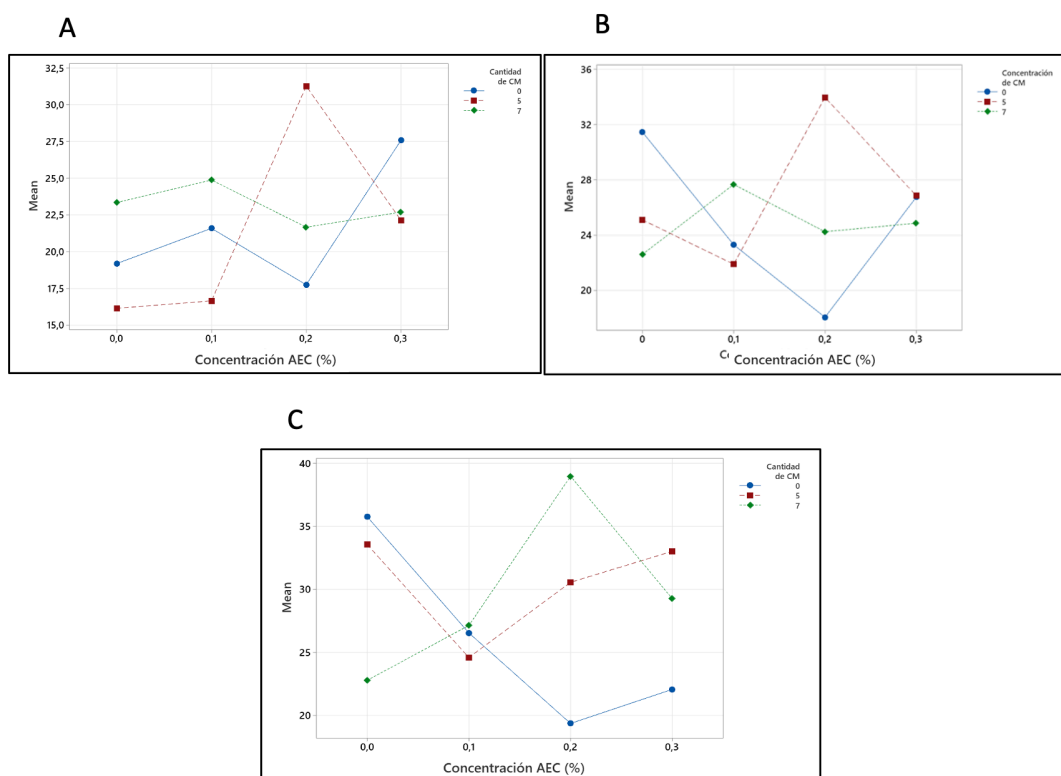 A
32,5
30,0
27,5
25,0
22,5
20,0
17,5
15,0
Mean
0,0 0,1 0,2 0,3
Concentración AEC (%)
Cantidad
de CM
0
5
7
B
36
32
28
24
20
Mean
0 0,1 0,2 0,3
Concentración AEC (%)
Concentración
de CM
0
5
7
C
40
35
30
25
20
Mean
0,0 0,1 0,2 0,3
Concentración AEC (%)
Cantidad
de CM
0
5
7